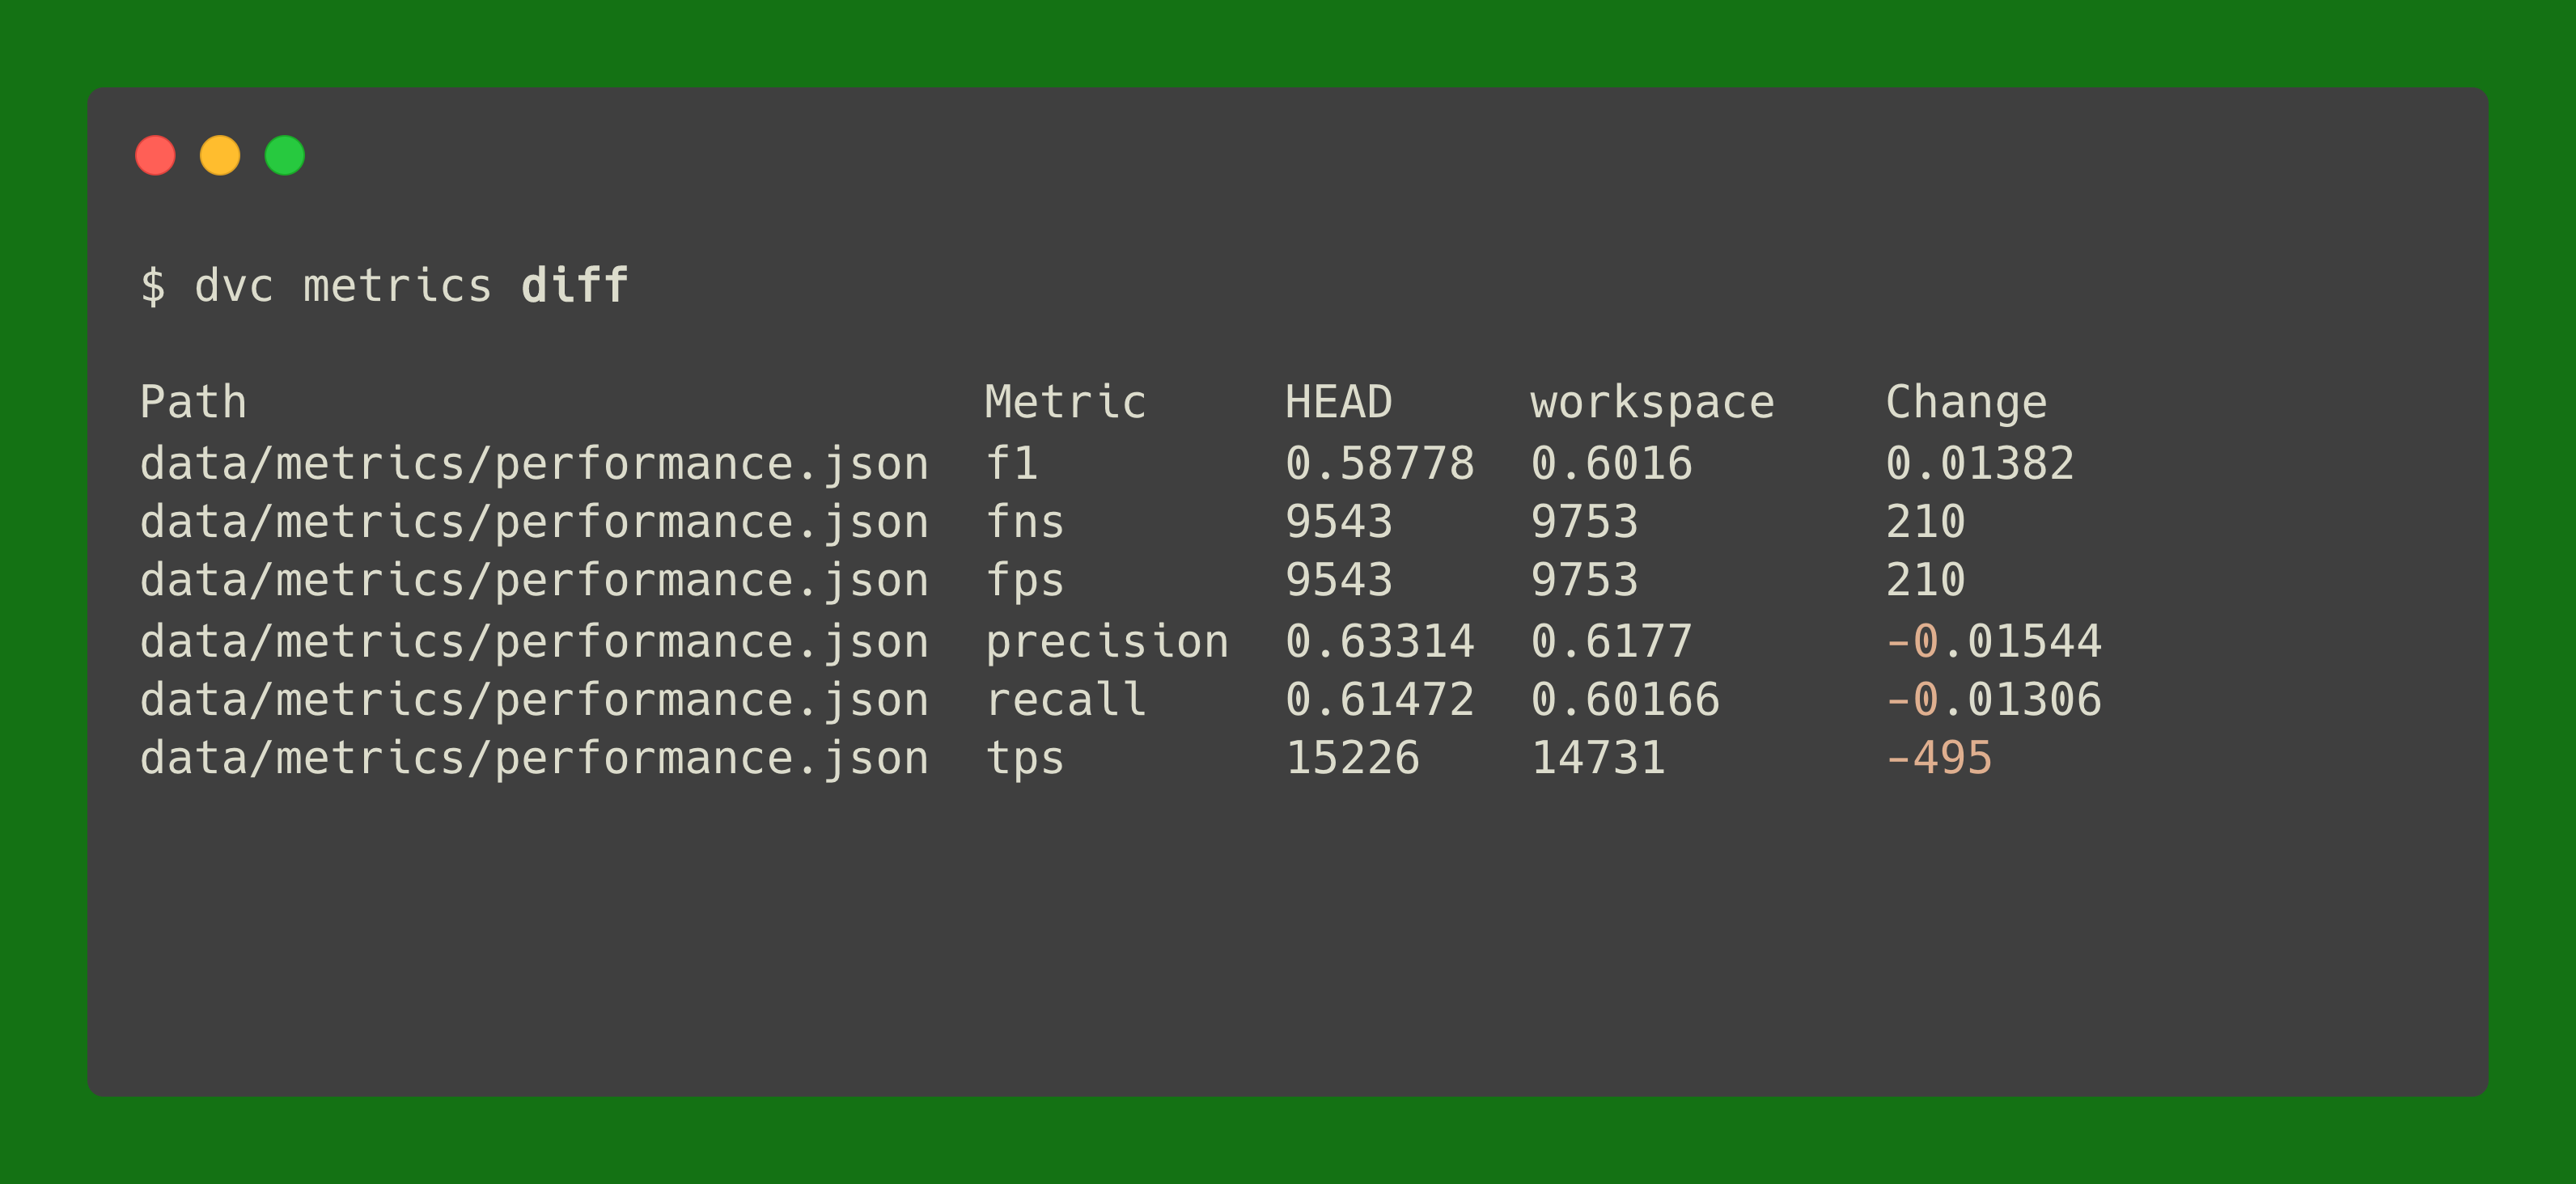 $ dvc metrics diff
Path Metric HEAD workspace Change
data/metrics/performance.json f1 0.58778 0.6016 0.01382
data/metrics/performance.json fns 9543 9753 210
data/metrics/performance.json fps 9543 9753 210
data/metrics/performance.json precision 0.63314 0.6177 -0.01544
data/metrics/performance.json recall 0.61472 0.60166 -0.01306
data/metrics/performance.json tps 15226 14731 -495